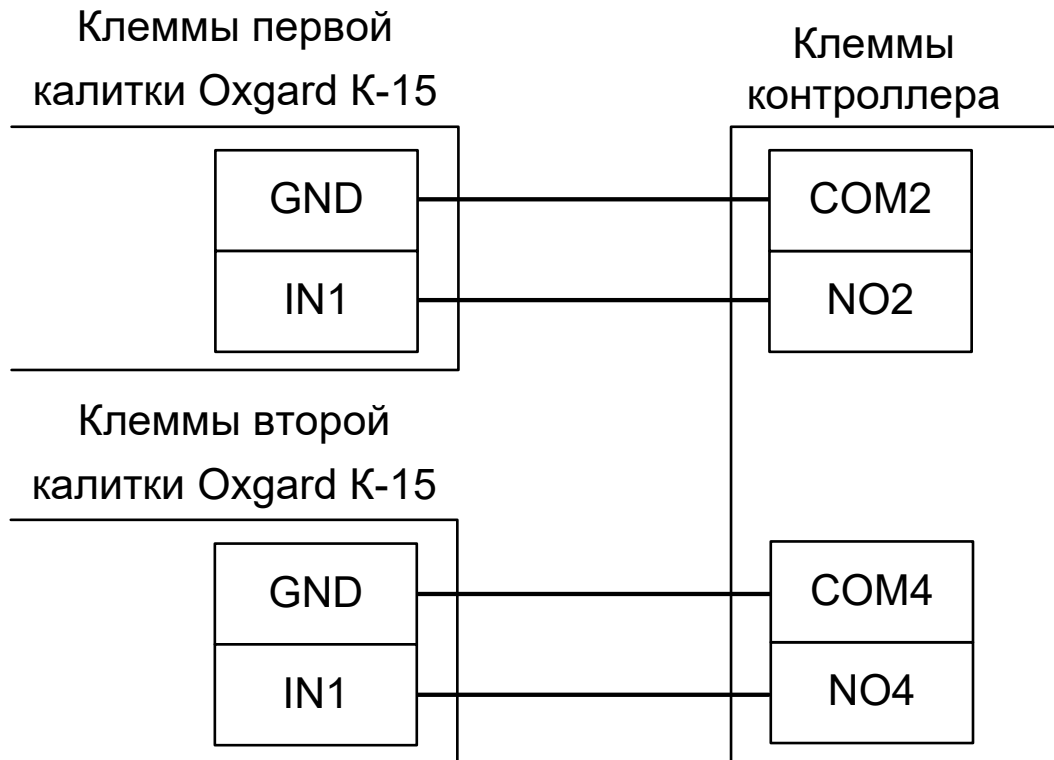 Клеммы первой
калитки Oxgard К-15
Клеммы
контроллера
GND
COM2
IN1
NO2
Клеммы второй
калитки Oxgard К-15
GND
COM4
IN1
NO4